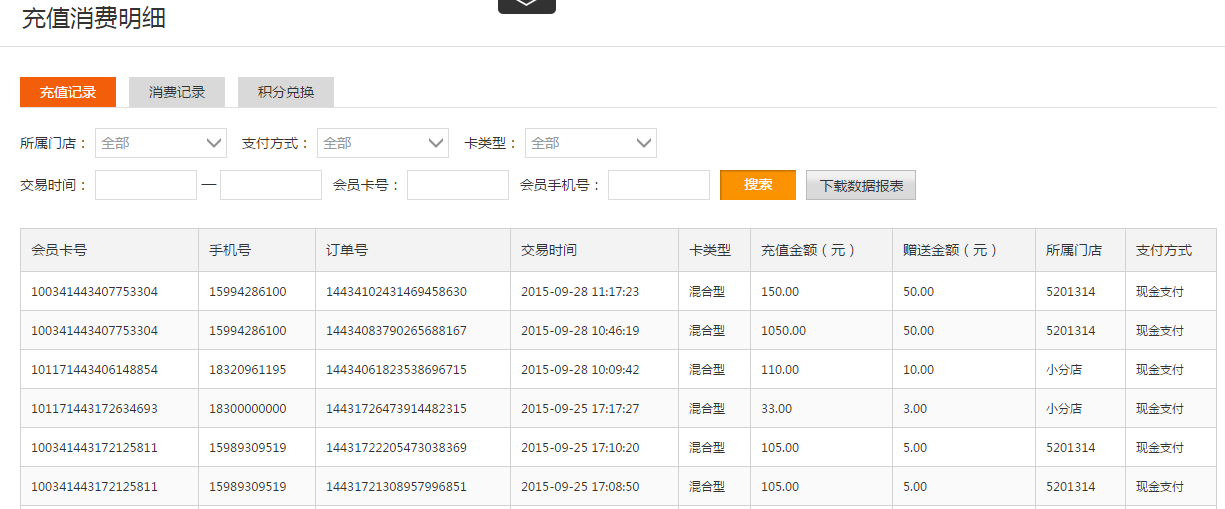 充值消费明细
充值记录 消费记录 积分兑换
所属门店： 全部 支付方式： 全部 卡类型： 全部
交易时间： — 会员卡号： 会员手机号： 搜索 下载数据报表
会员卡号 手机号 订单号 交易时间 卡类型 充值金额（元） 赠送金额（元） 所属门店 支付方式
100341443407753304 15994286100 14434102431469458630 2015-09-28 11:17:23 混合型 150.00 50.00 5201314 现金支付
100341443407753304 15994286100 14434083790265688167 2015-09-28 10:46:19 混合型 1050.00 50.00 5201314 现金支付
101171443406148854 18320961195 14434061823538696715 2015-09-28 10:09:42 混合型 110.00 10.00 小分店 现金支付
101171443172634693 18300000000 14431726473914482315 2015-09-25 17:17:27 混合型 33.00 3.00 小分店 现金支付
100341443172125811 15989309519 14431722205473038369 2015-09-25 17:10:20 混合型 105.00 5.00 5201314 现金支付
100341443172125811 15989309519 14431721308957996851 2015-09-25 17:08:50 混合型 105.00 5.00 5201314 现金支付